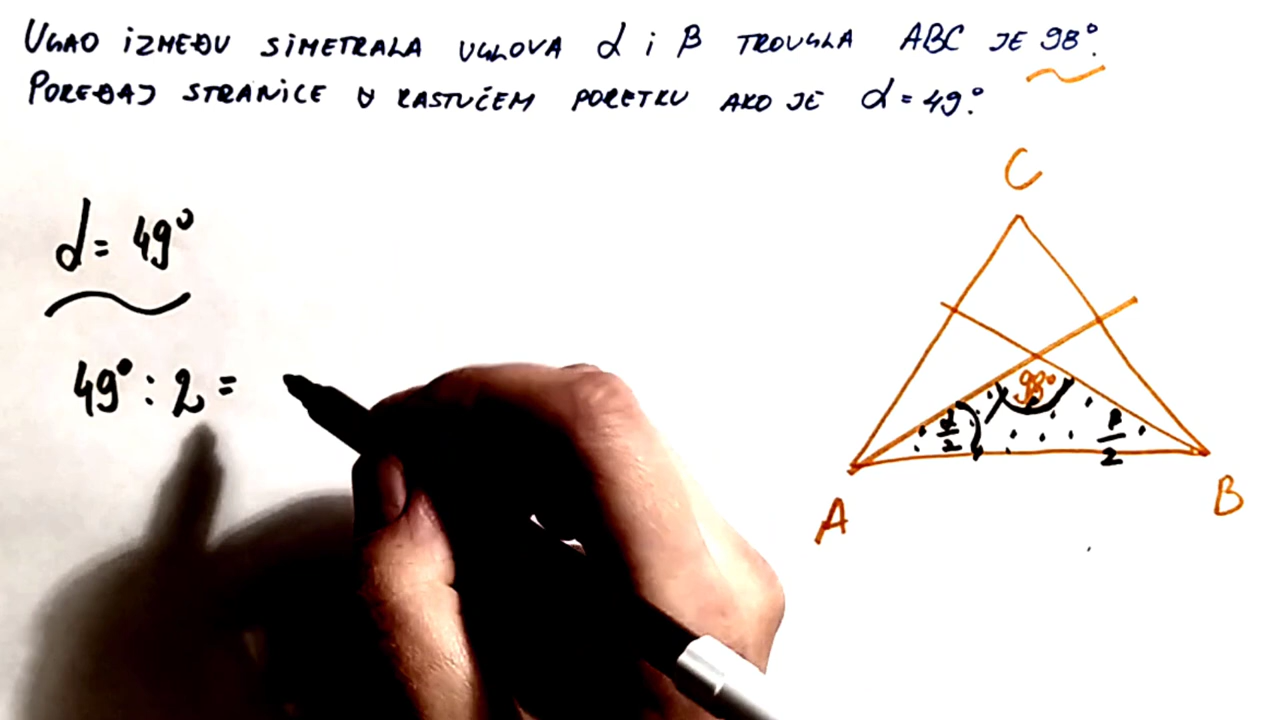 UGAO IZMEĐU SIMETRALA UGLOVA α i β TROUGLA ABC JE 98°.
POREĐAJ STRANICE U RASTUĆEM PORETKU AKO JE α = 49°.
C
α = 49°
49° : 2 =
98°
α/2
β/2
A
B